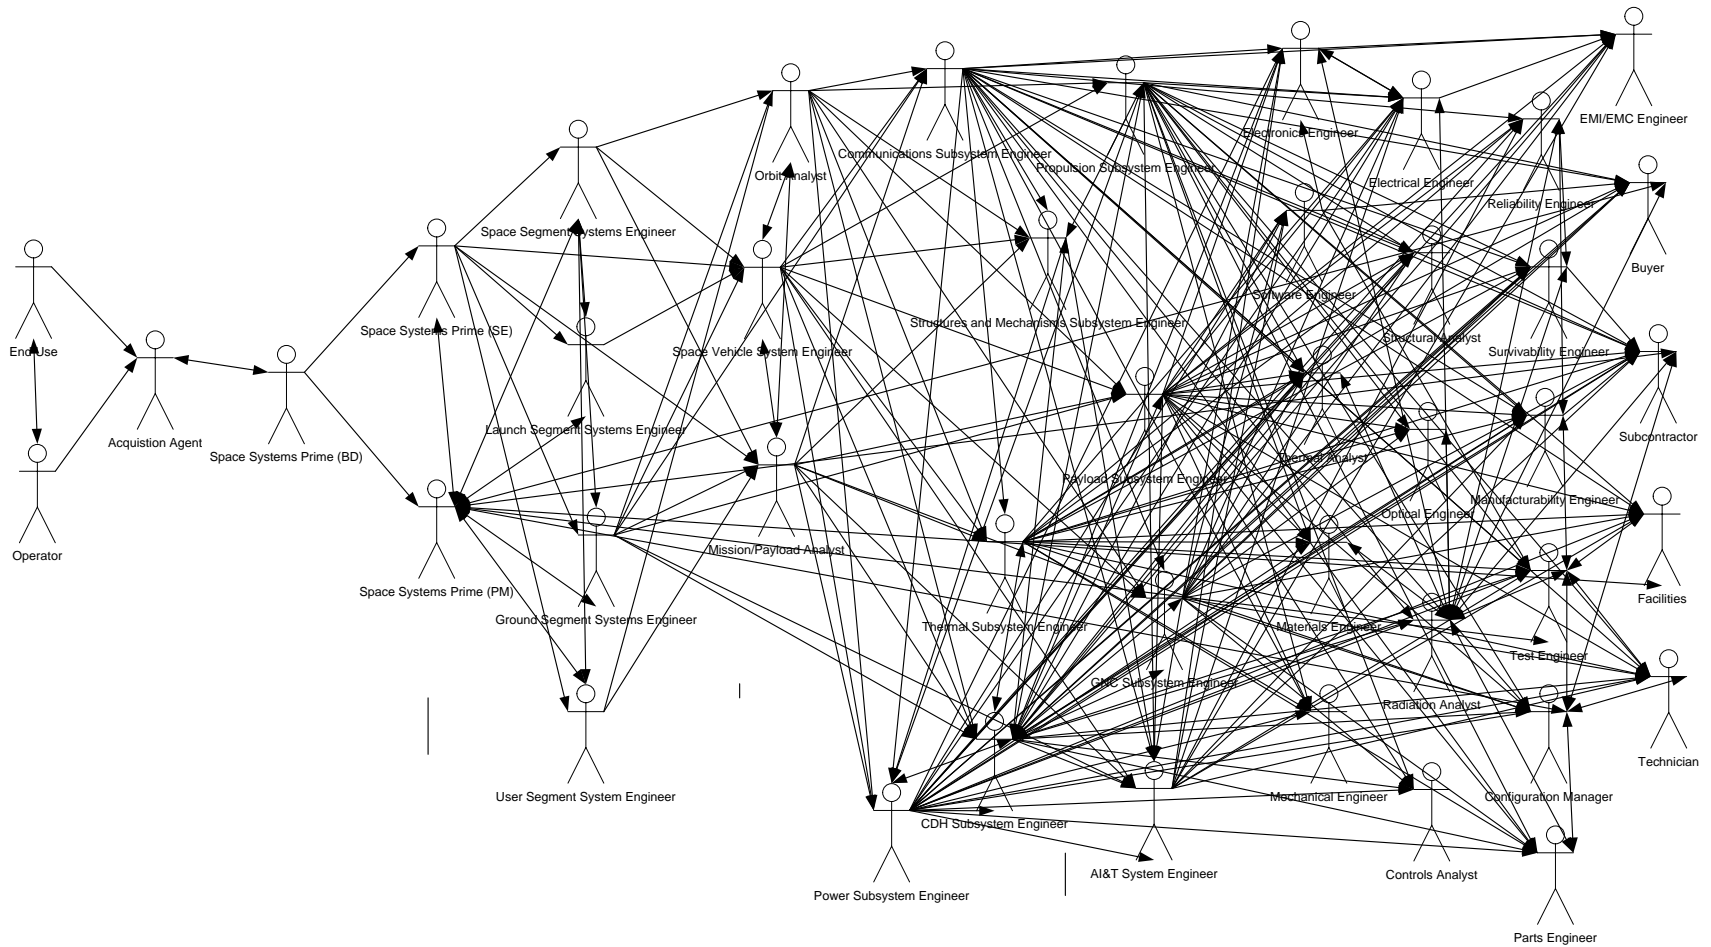 EMI/EMC Engineer
Electronics Engineer
Communications Subsystem Engineer
Propulsion Subsystem Engineer
Orbit Analyst
Electrical Engineer
Reliability Engineer
Space Segment Systems Engineer
Buyer
Software Engineer
Structures and Mechanisms Subsystem Engineer
Space Systems Prime (SE)
Structural Analyst
End Use
Space Vehicle System Engineer
Survivability Engineer
Launch Segment Systems Engineer
Subcontractor
Acquistion Agent
Space Systems Prime (BD)
Thermal Analyst
Payload Subsystem Engineer
Manufacturability Engineer
Optical Engineer
Mission/Payload Analyst
Operator
Space Systems Prime (PM)
Facilities
Ground Segment Systems Engineer
Thermal Subsystem Engineer
Materials Engineer
Test Engineer
GNC Subsystem Engineer
Radiation Analyst
Technician
User Segment System Engineer
Mechanical Engineer
Configuration Manager
CDH Subsystem Engineer
AI&T System Engineer
Controls Analyst
Power Subsystem Engineer
Parts Engineer